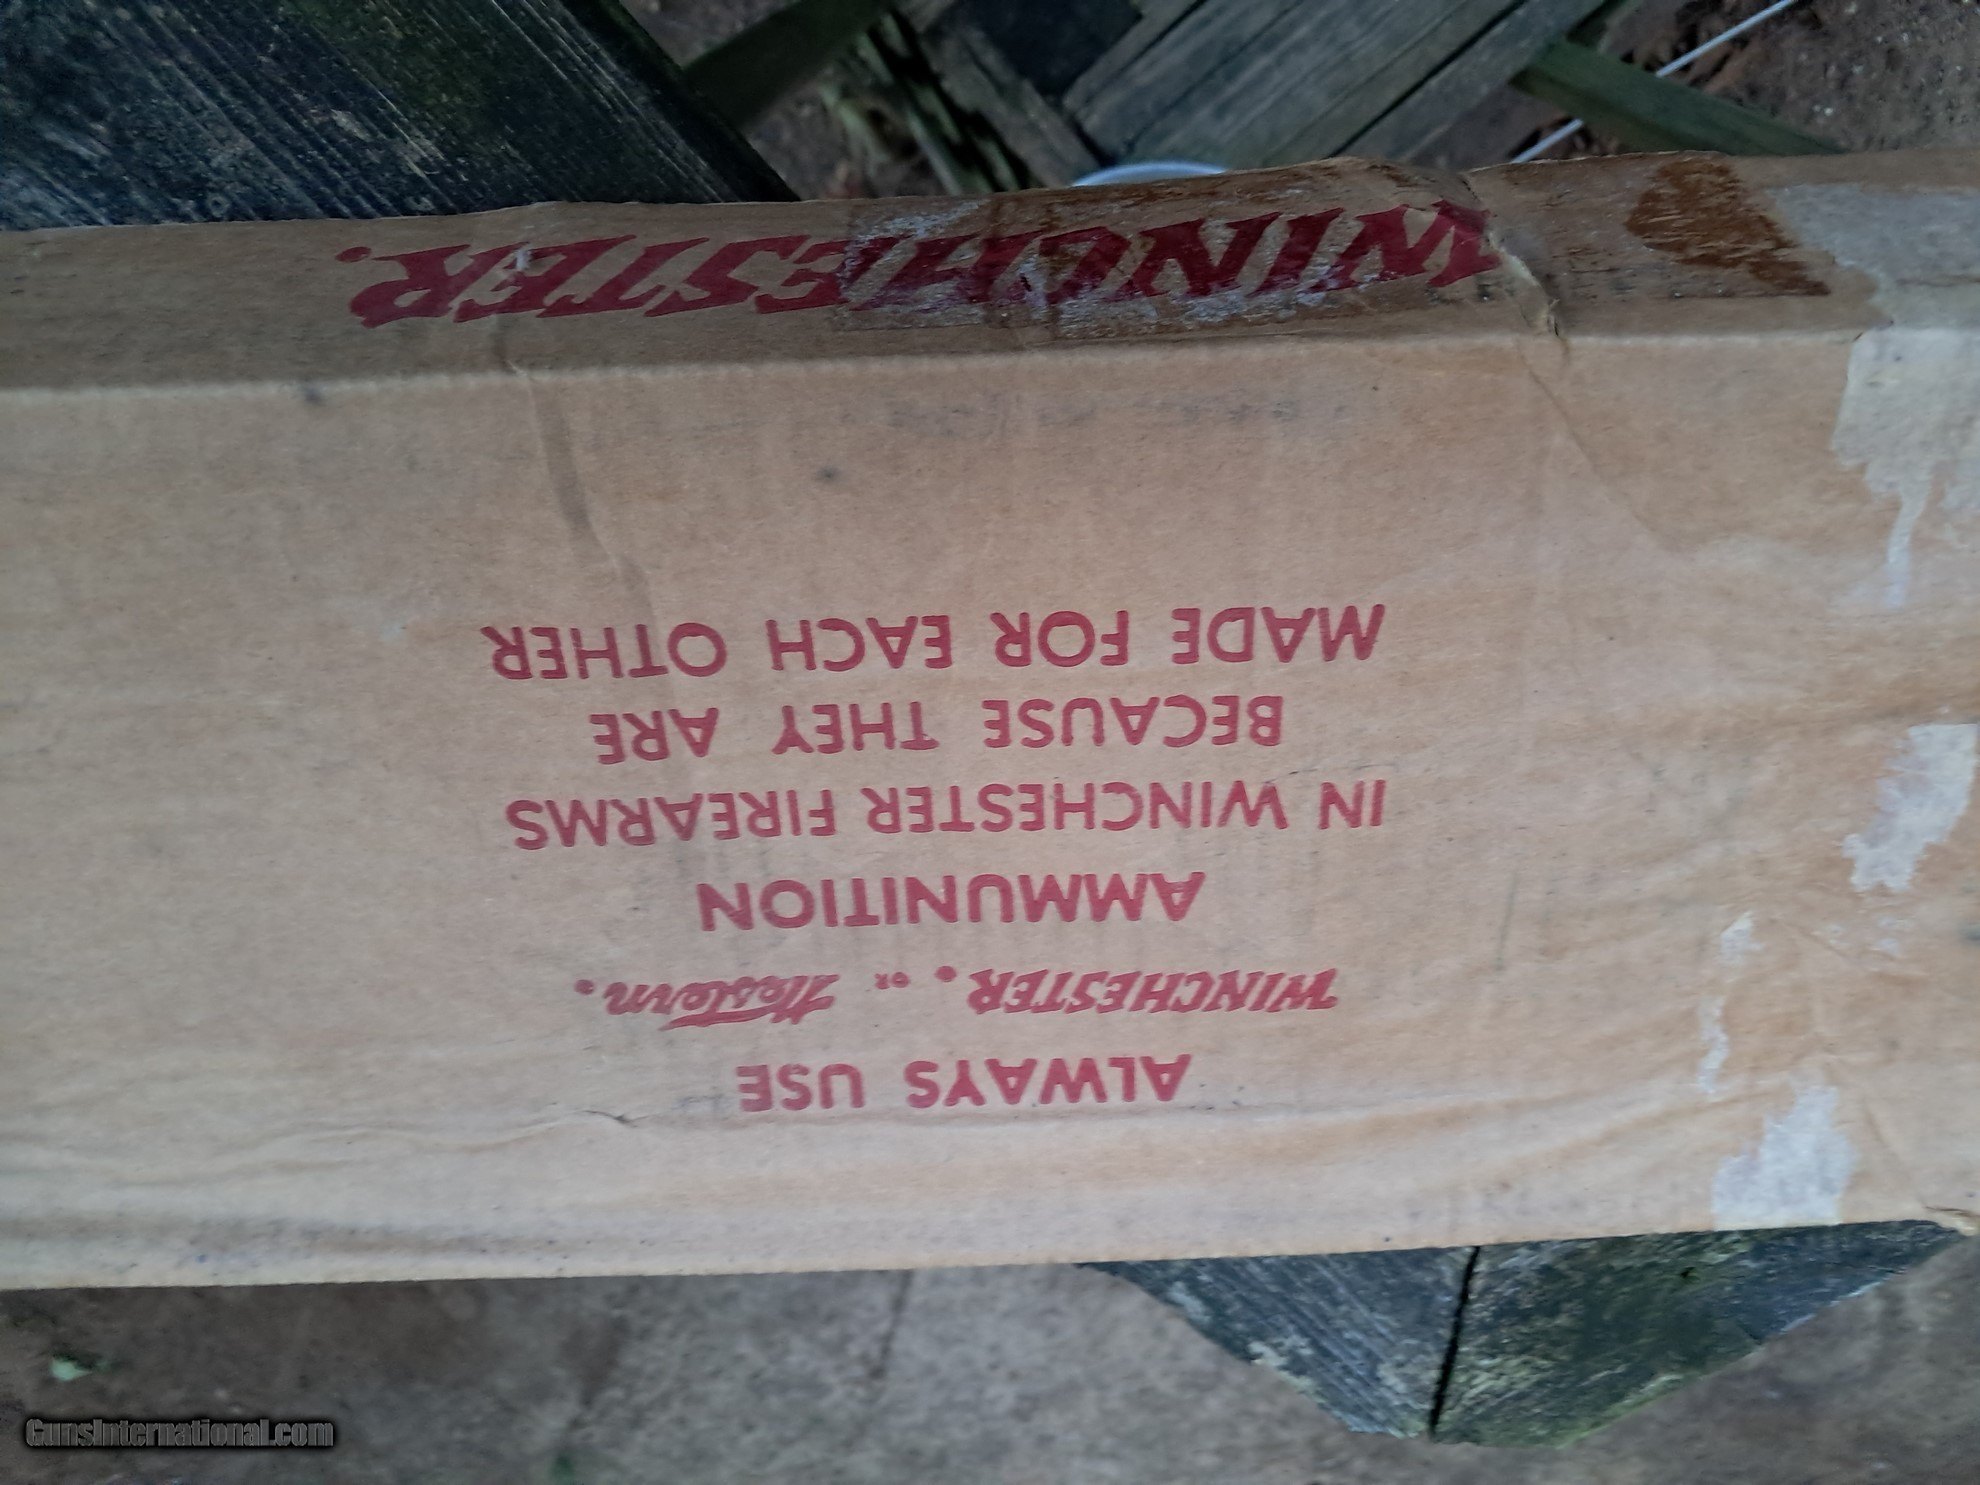 ALWAYS USE
WINCHESTER. OR Western.
AMMUNITION
IN WINCHESTER FIREARMS
BECAUSE THEY ARE
MADE FOR EACH OTHER
WINCHESTER.
GunsInternational.com